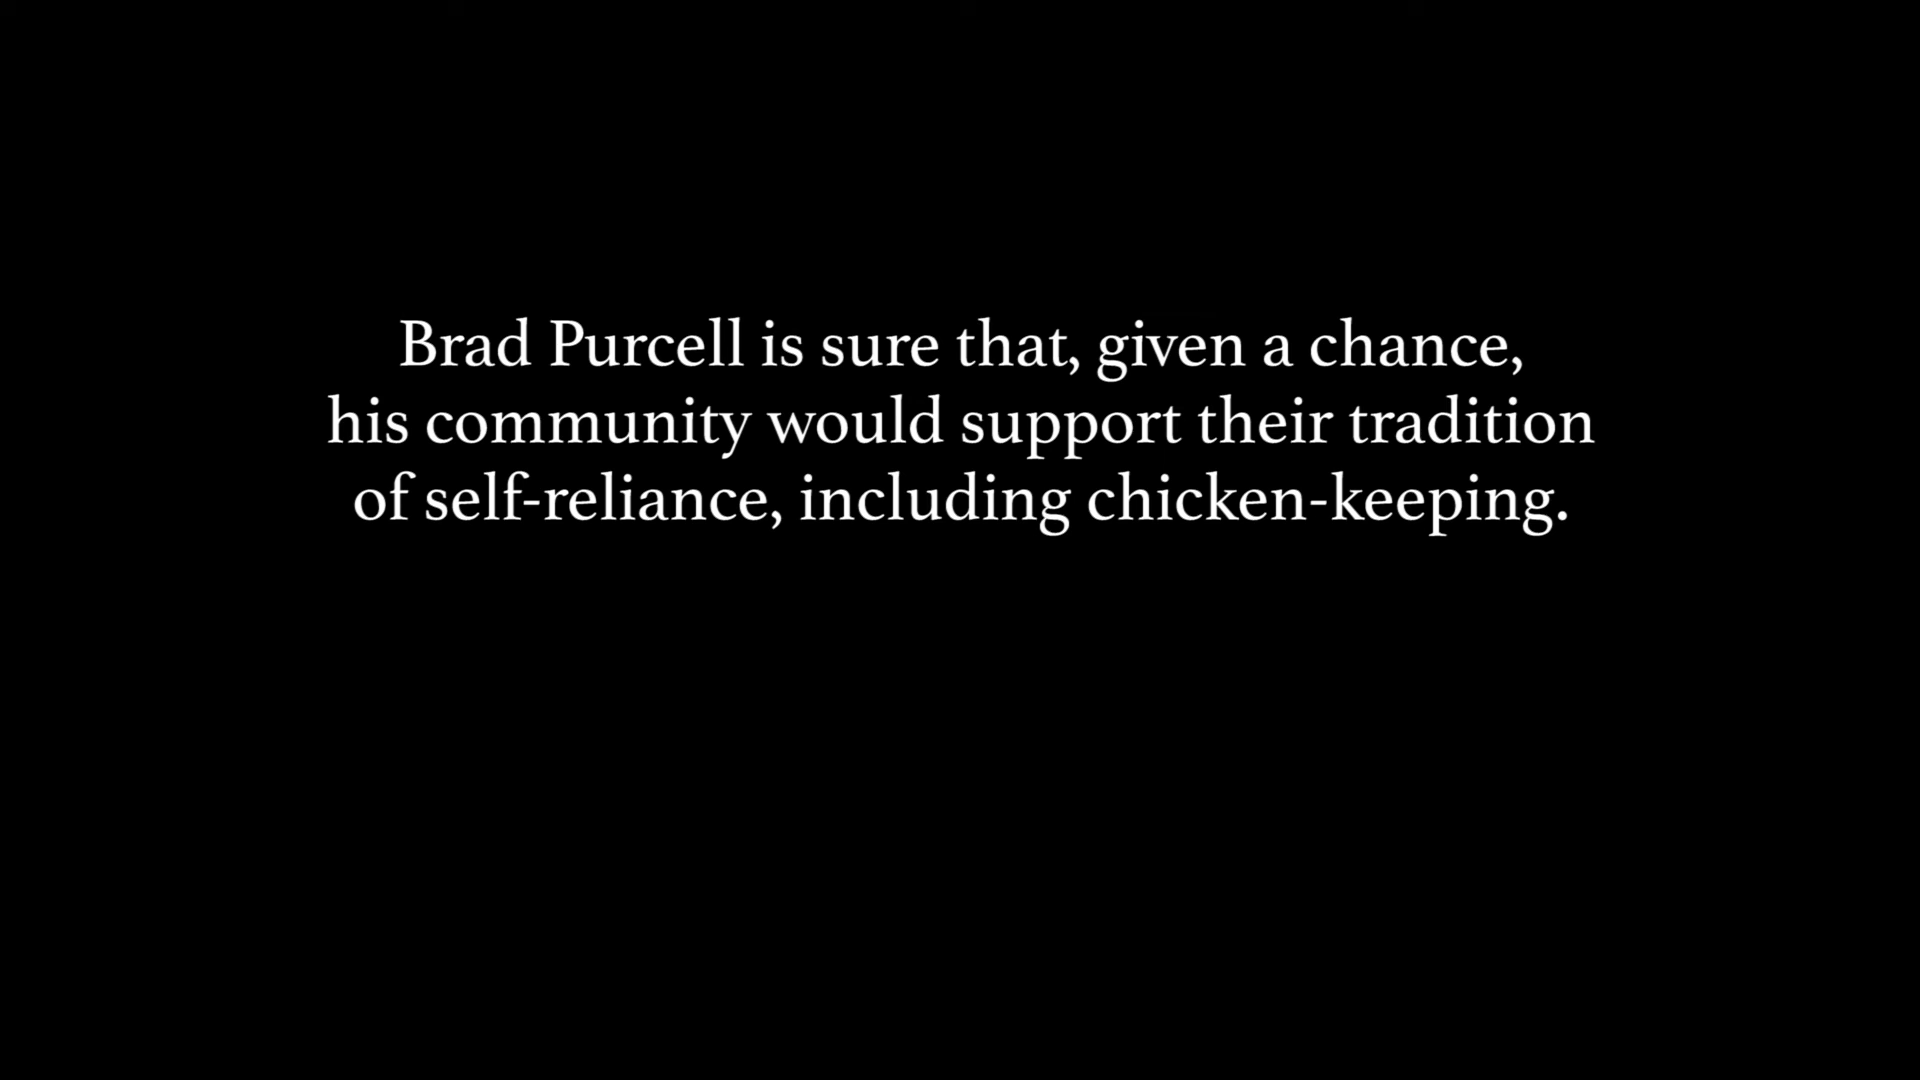 Brad Purcell is sure that, given a chance,
his community would support their tradition
of self-reliance, including chicken-keeping.